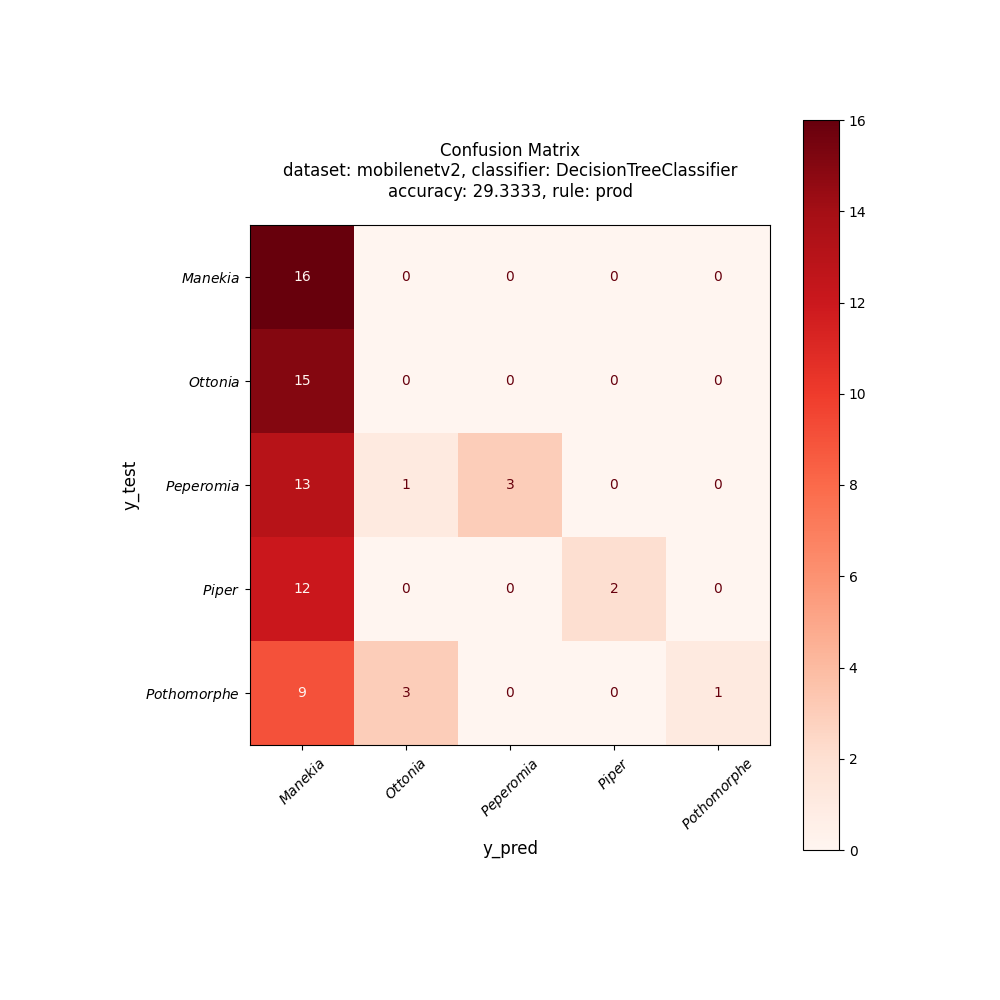 Confusion Matrix
dataset: mobilenetv2, classifier: DecisionTreeClassifier
accuracy: 29.3333, rule: prod
y_test
Manekia 16 0 0 0 0
Ottonia 15 0 0 0 0
Peperomia 13 1 3 0 0
Piper 12 0 0 2 0
Pothomorphe 9 3 0 0 1
Manekia Ottonia Peperomia Piper Pothomorphe
y_pred
16
14
12
10
8
6
4
2
0